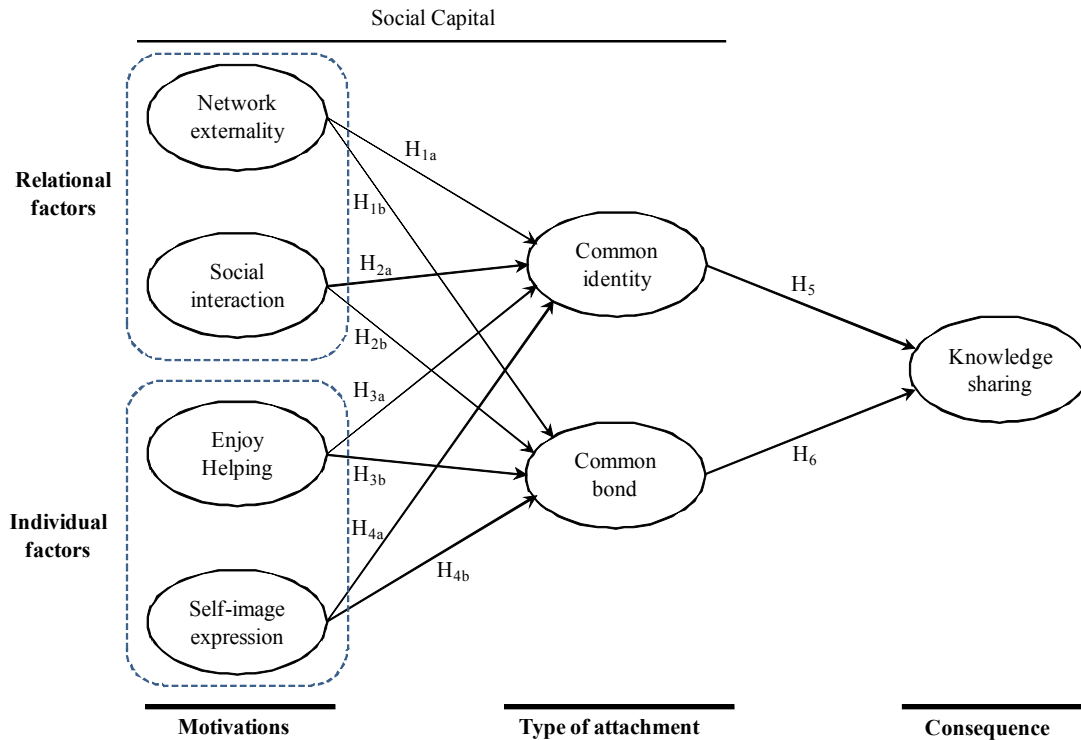 Social Capital
Network
externality
H1a
Relational
factors
H1b
Social
interaction
H2a
Common
identity
H5
H2b
Knowledge
sharing
H3a
Enjoy
Helping
H3b
Common
bond
H6
Individual
factors
H4a
H4b
Self-image
expression
Motivations
Type of attachment
Consequence